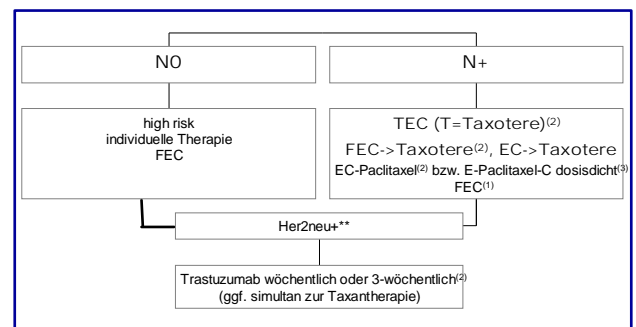 N0
N+
high risk
individuelle Therapie
FEC
TEC (T=Taxotere)(2)
FEC->Taxotere(2), EC->Taxotere
EC-Paclitaxel(2) bzw. E-Paclitaxel-C dosisdicht(3)
FEC(1)
Her2neu+**
Trastuzumab wöchentlich oder 3-wöchentlich(2)
(ggf. simultan zur Taxantherapie)